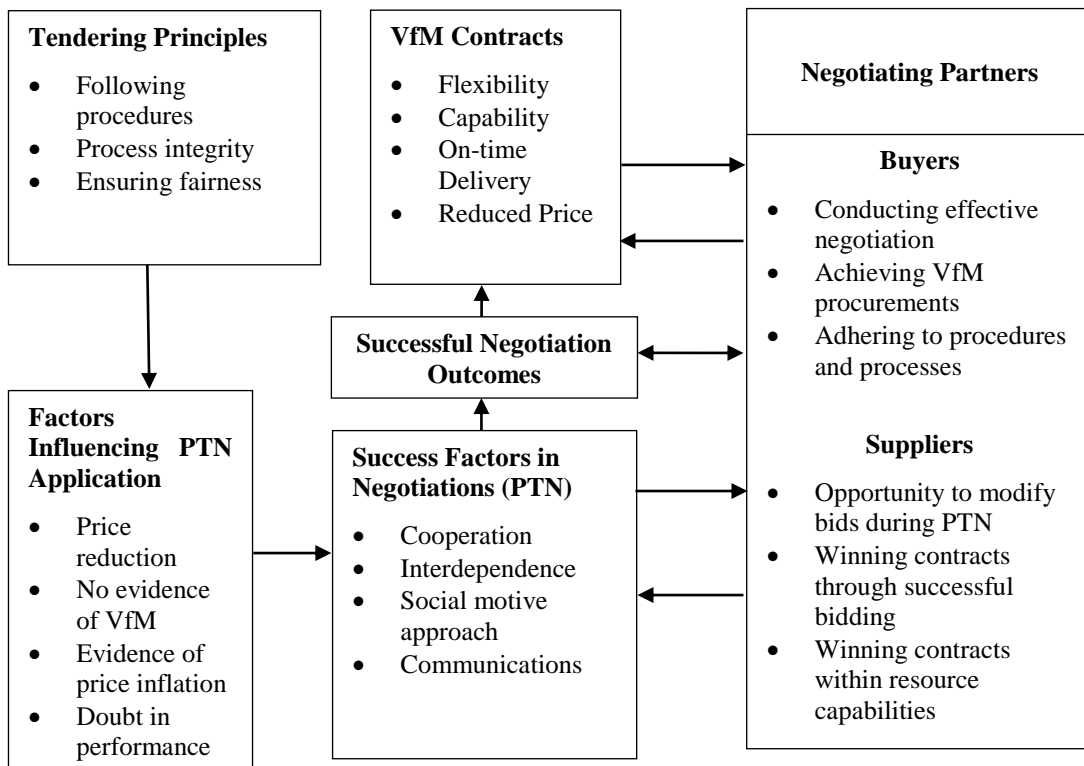 Tendering Principles
• Following
procedures
• Process integrity
• Ensuring fairness
VfM Contracts
• Flexibility
• Capability
• On-time
Delivery
• Reduced Price
Negotiating Partners
Buyers
• Conducting effective
negotiation
• Achieving VfM
procurements
• Adhering to procedures
and processes
Suppliers
• Opportunity to modify
bids during PTN
• Winning contracts
through successful
bidding
• Winning contracts
within resource
capabilities
Successful Negotiation
Outcomes
Factors
Influencing PTN
Application
• Price
reduction
• No evidence
of VfM
• Evidence of
price inflation
• Doubt in
performance
Success Factors in
Negotiations (PTN)
• Cooperation
• Interdependence
• Social motive
approach
• Communications